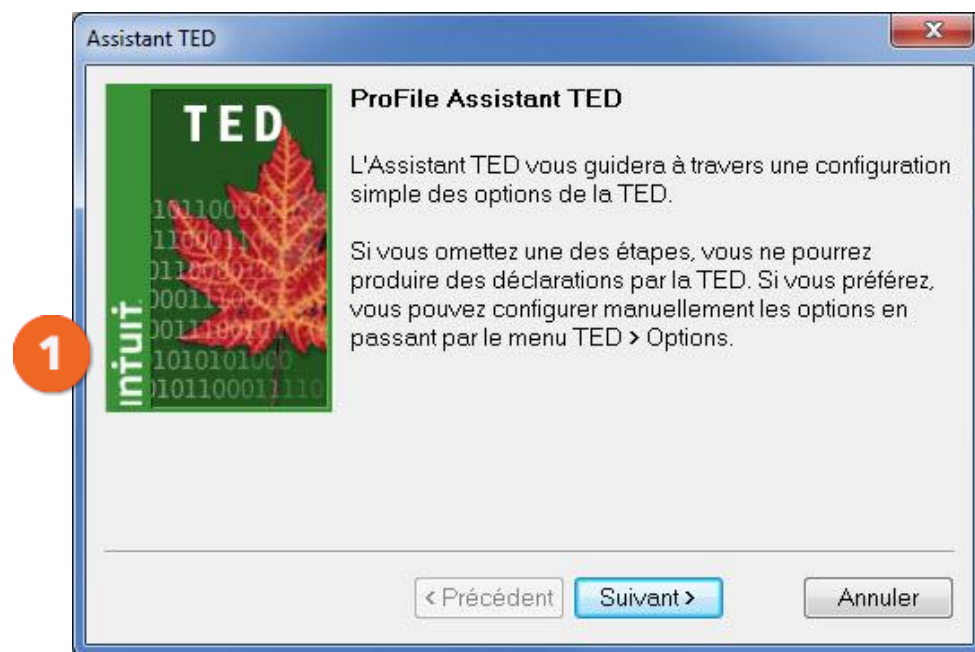 Assistant TED
TED
ProFile Assistant TED
L'Assistant TED vous guidera à travers une configuration
simple des options de la TED.
Si vous omettez une des étapes, vous ne pourrez
produire des déclarations par la TED. Si vous préférez,
vous pouvez configurer manuellement les options en
passant par le menu TED > Options.
1
intuit
1010101000
0101100011110
< Précédent
Suivant >
Annuler